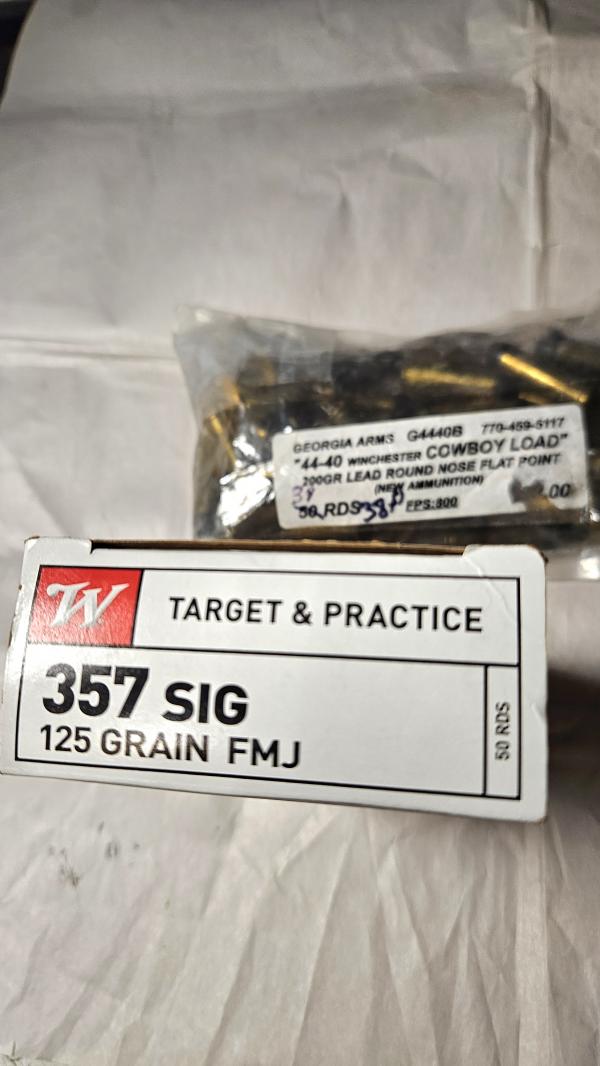 GEORGIA ARMS G4440B 770-459-5117
"44-40 WINCHESTER COWBOY LOAD"
200GR LEAD ROUND NOSE FLAT POINT
(NEW AMMUNITION)
50 RDS FPS:800
.00
W
TARGET & PRACTICE
357 SIG
125 GRAIN FMJ
50 RDS